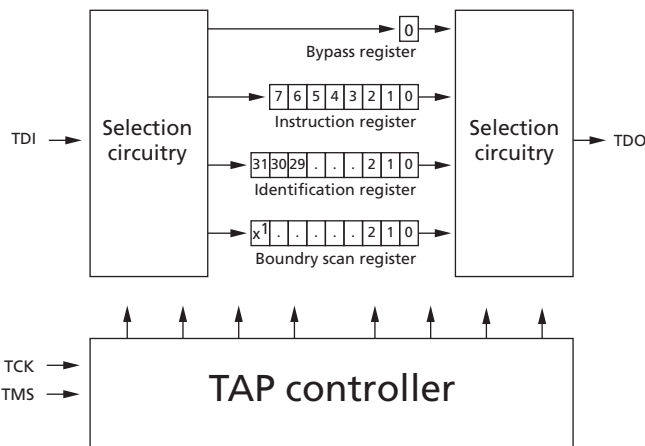 0
Bypass register
7 6 5 4 3 2 1 0
Instruction register
TDI
Selection
circuitry
Selection
circuitry
TDO
31 30 29 . . . 2 1 0
Identification register
x1 . . . . . 2 1 0
Boundry scan register
TCK
TMS
TAP controller